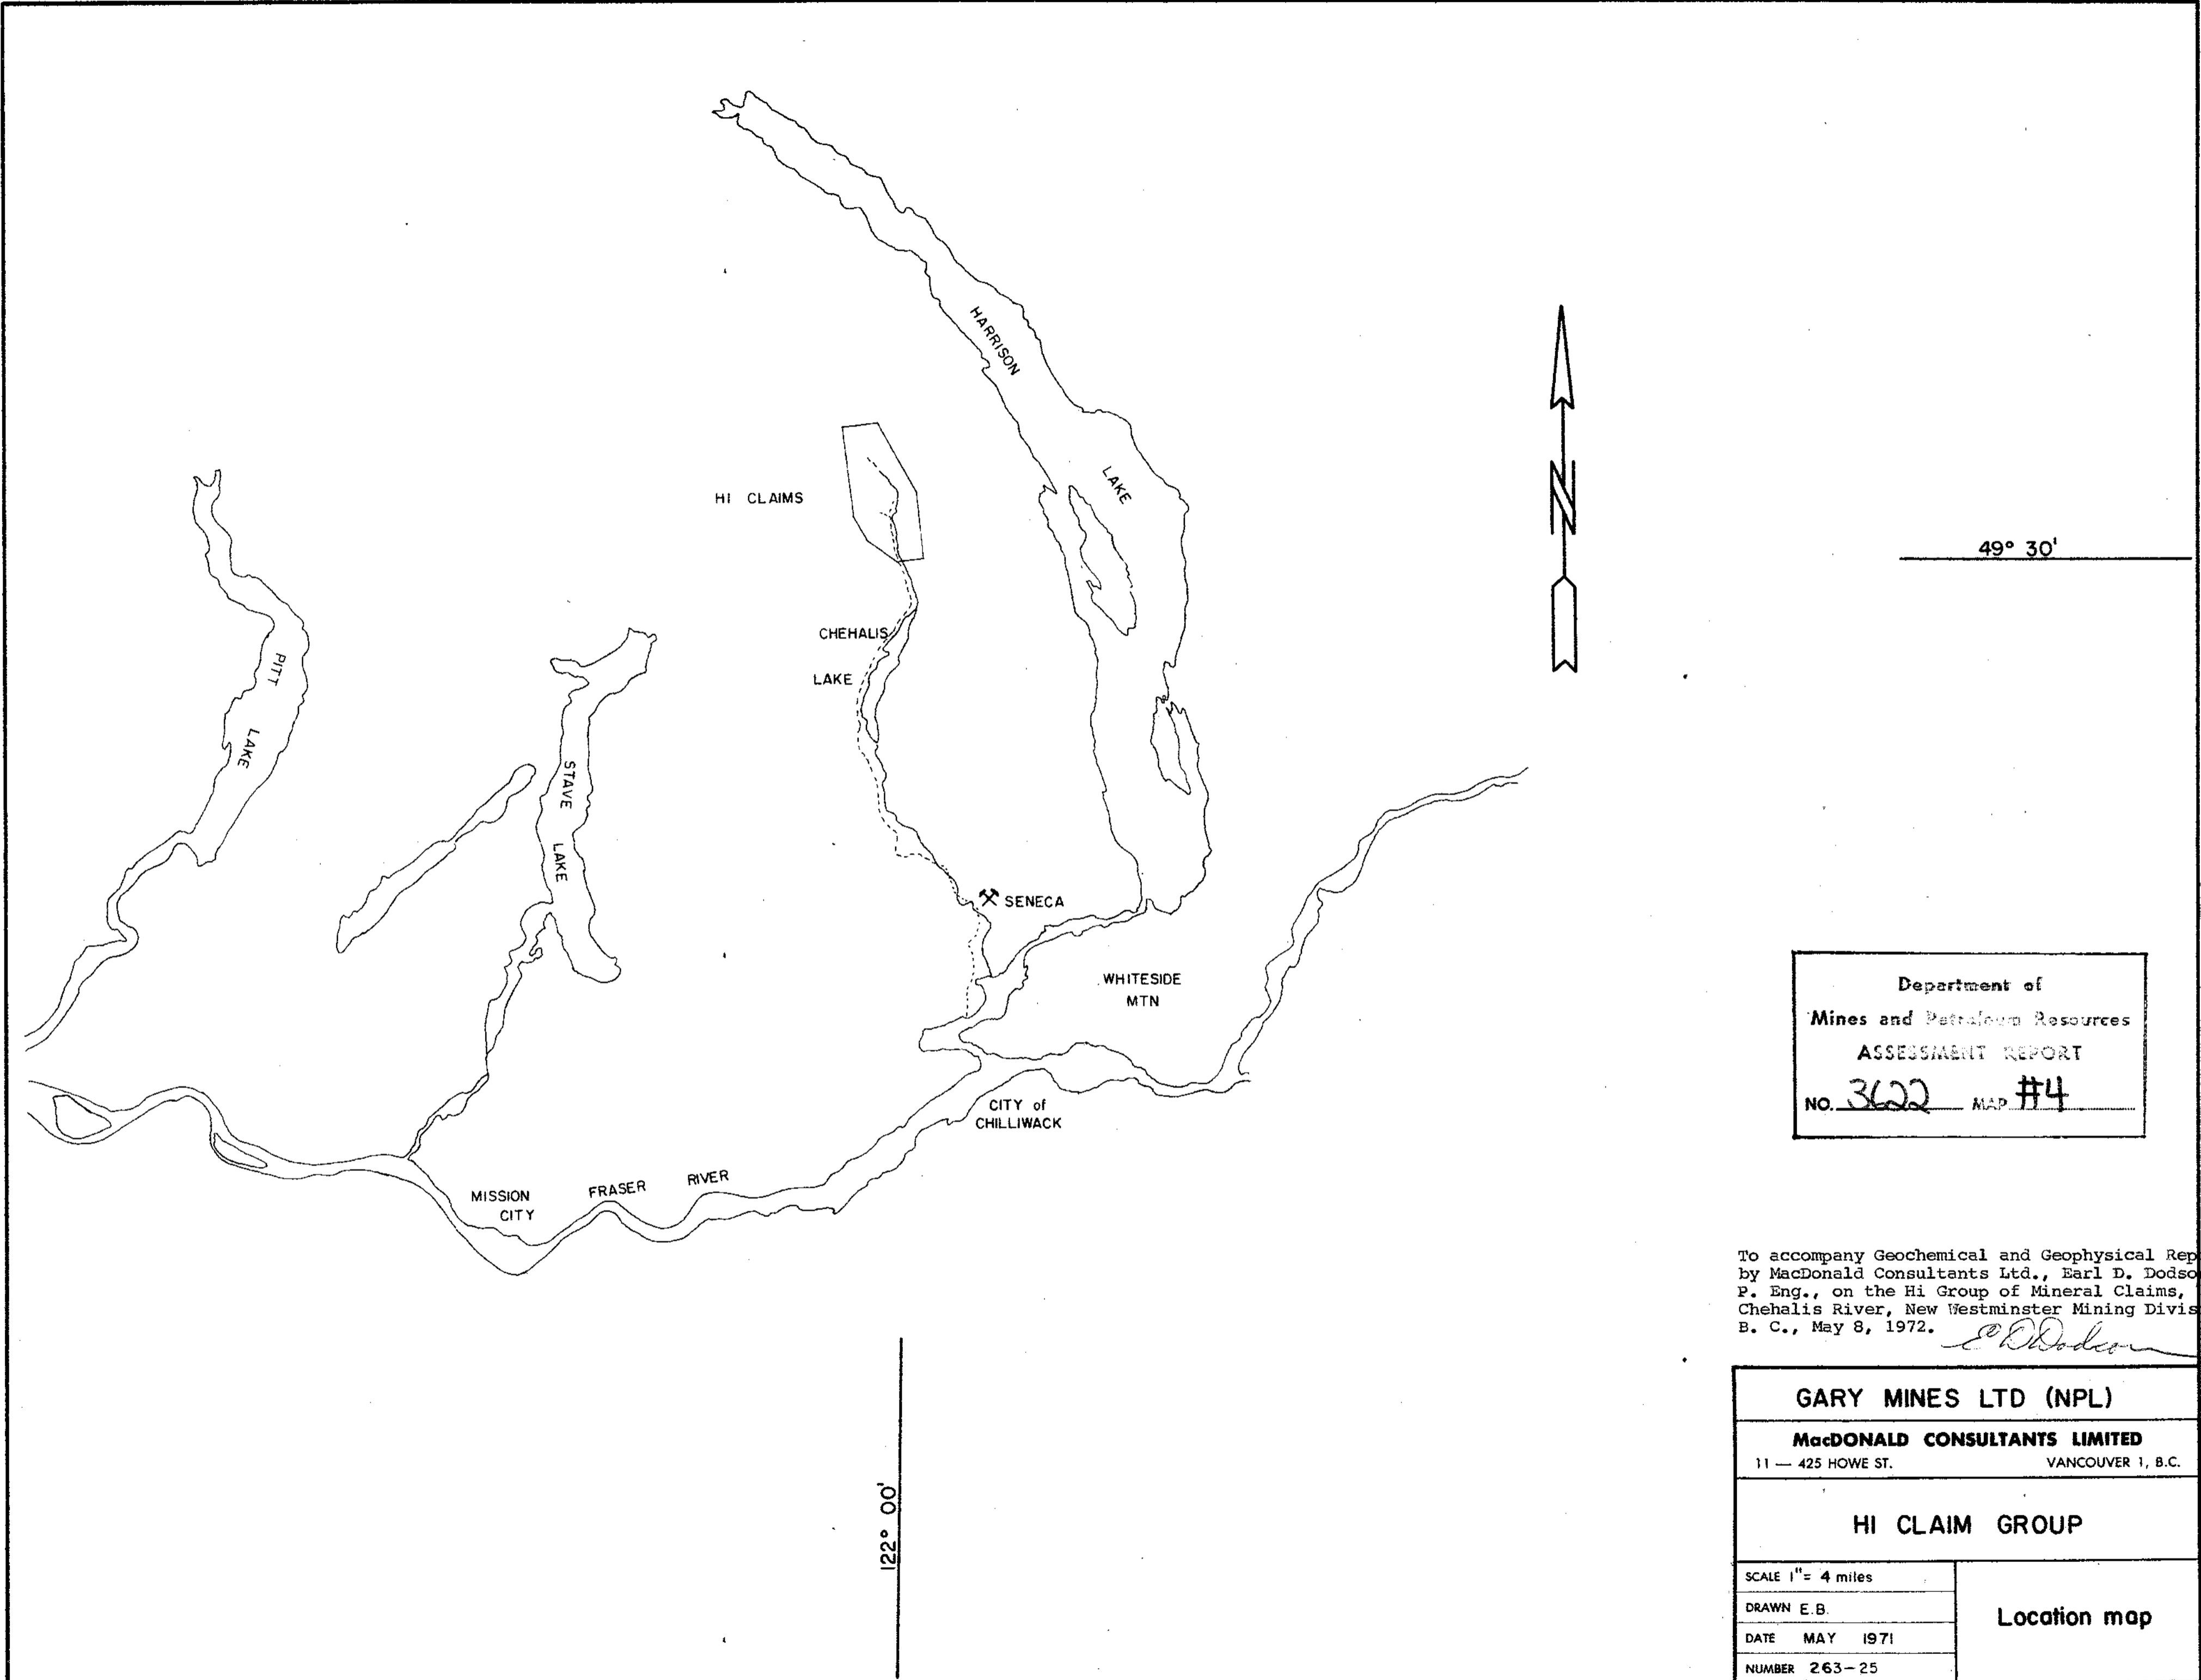 HARRISON
LAKE
HI CLAIMS
49° 30'
CHEHALIS
LAKE
PITT
LAKE
STAVE
LAKE
SENECA
WHITESIDE
MTN
CITY of
CHILLIWACK
MISSION
CITY
FRASER RIVER
N
122° 00'
Department of
Mines and Petroleum Resources
ASSESSMENT REPORT
NO. 3622 MAP #4
To accompany Geochemical and Geophysical Rep
by MacDonald Consultants Ltd., Earl D. Dodso
P. Eng., on the Hi Group of Mineral Claims,
Chehalis River, New Westminster Mining Divis
B. C., May 8, 1972.
E D Dodson
GARY MINES LTD (NPL)
MacDONALD CONSULTANTS LIMITED
11 — 425 HOWE ST. VANCOUVER 1, B.C.
HI CLAIM GROUP
SCALE 1" = 4 miles
DRAWN E.B.
DATE MAY 1971
NUMBER 263-25
Location map